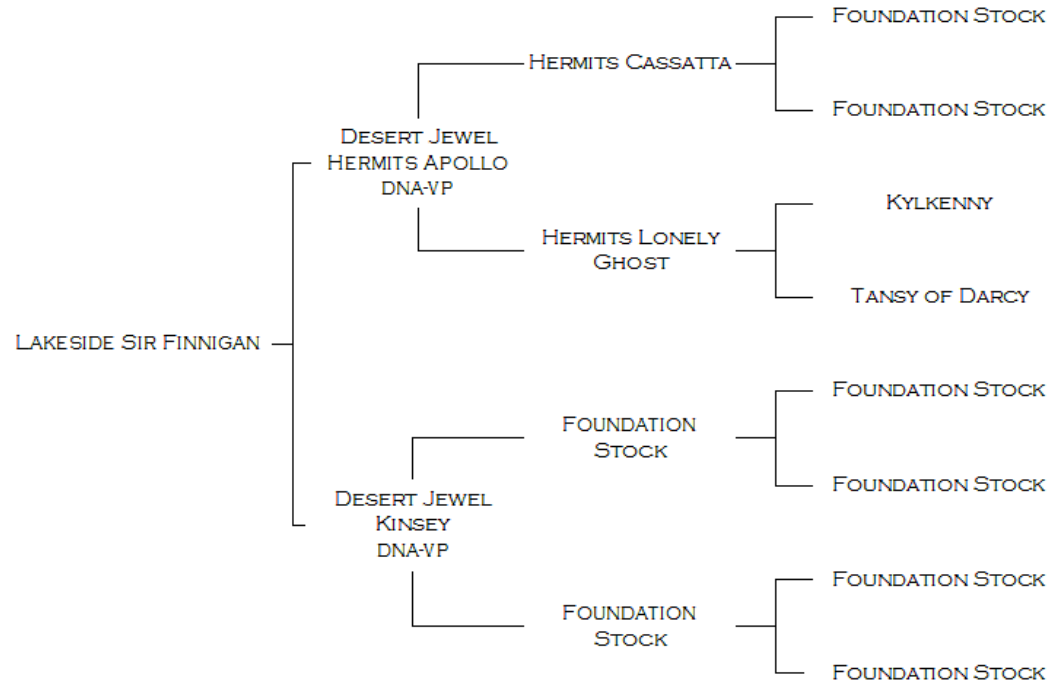 Foundation Stock
Hermits Cassatta
Foundation Stock
Desert Jewel
Hermits Apollo
DNA-VP
Kylkenny
Hermits Lonely
Ghost
Tansy of Darcy
Lakeside Sir Finnigan
Foundation Stock
Foundation
Stock
Foundation Stock
Desert Jewel
Kinsey
DNA-VP
Foundation Stock
Foundation
Stock
Foundation Stock